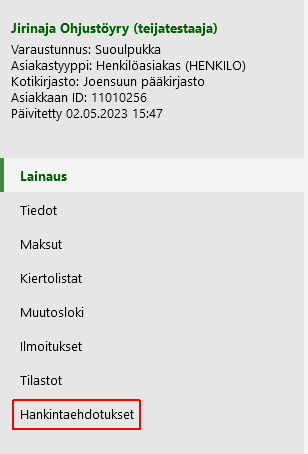 Jirinaja Ohjustöyry (teijatestaaja)
Varaustunnus: Suoulpukka
Asiakastyyppi: Henkilöasiakas (HENKILO)
Kotikirjasto: Joensuun pääkirjasto
Asiakkaan ID: 11010256
Päivitetty 02.05.2023 15:47
Lainaus
Tiedot
Maksut
Kiertolistat
Muutosloki
Ilmoitukset
Tilastot
Hankintaehdotukset